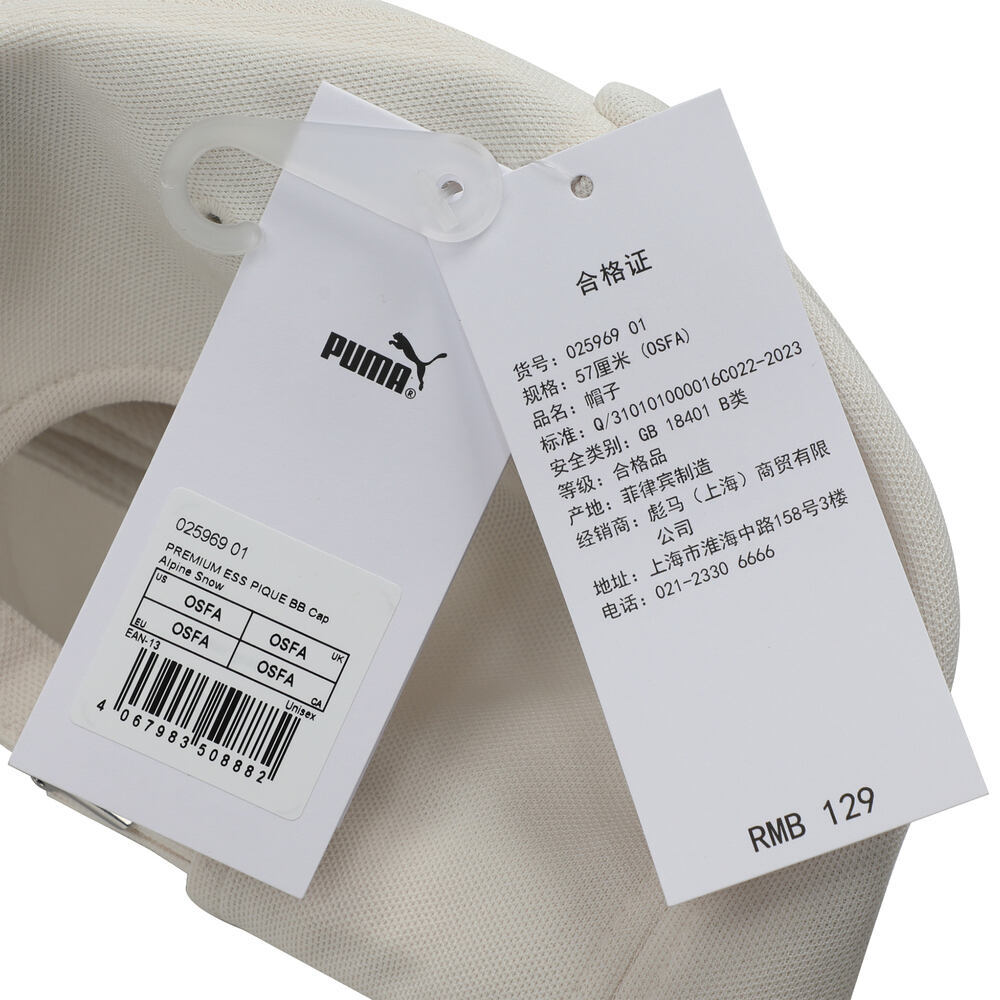 PUMA®
025969 01
PREMIUM ESS PIQUE BB Cap
Alpine Snow
US OSFA OSFA UK
EU OSFA OSFA CA
EAN-13 Unisex
4 067983 508882
合格证
货号: 025969 01
规格: 57厘米 (OSFA)
品名: 帽子
标准: Q/310101000016C022-2023
安全类别: GB 18401 B类
等级: 合格品
产地: 菲律宾制造
经销商: 彪马（上海）商贸有限
公司
地址: 上海市淮海中路158号3楼
电话: 021-2330 6666
RMB 129